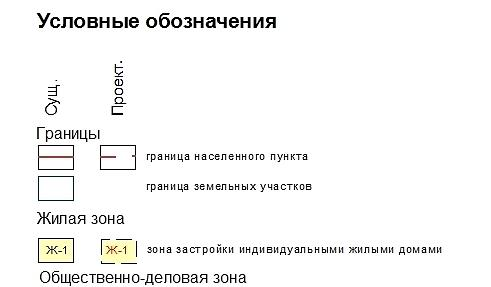 Условные обозначения
Сущ.
Проект.
Границы
граница населенного пункта
граница земельных участков
Жилая зона
Ж-1 Ж-1 зона застройки индивидуальными жилыми домами
Общественно-деловая зона